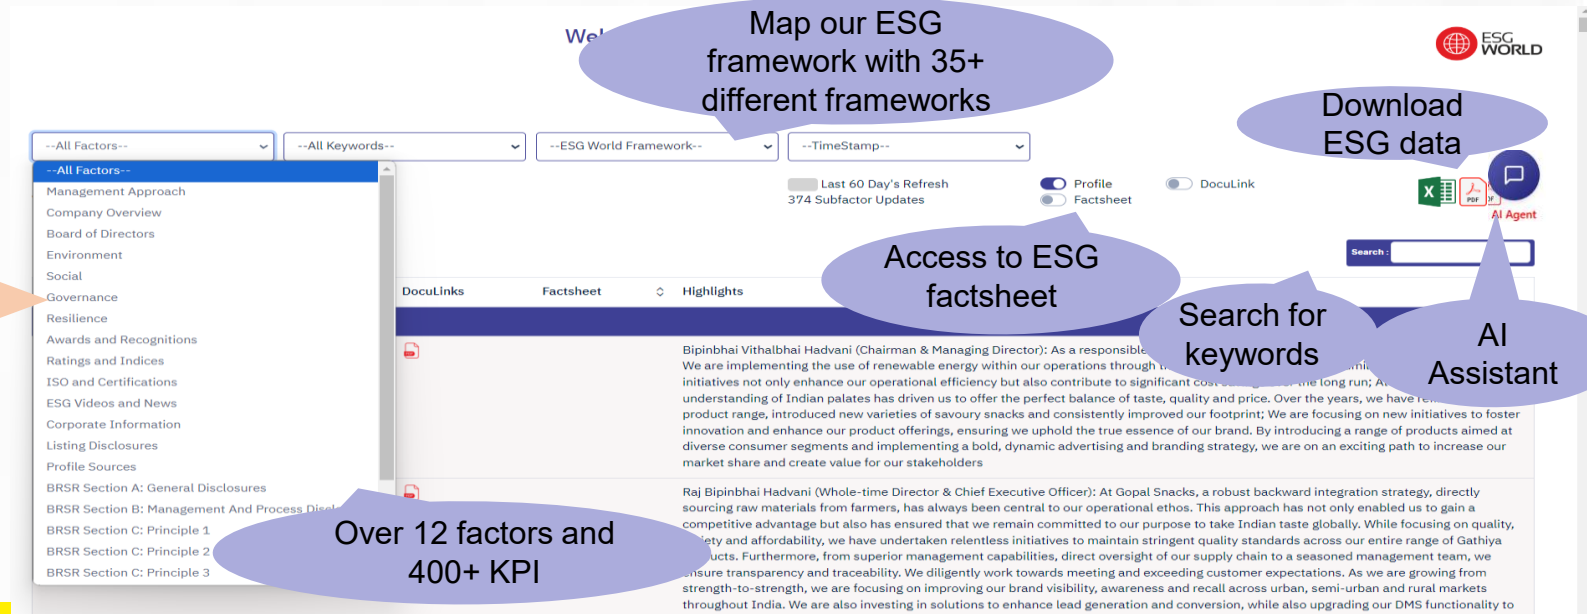 Map our ESG
framework with 35+
different frameworks
ESG
WORLD
Download
ESG data
--All Factors--
--All Keywords--
--ESG World Framework--
--TimeStamp--
--All Factors--
Management Approach
Company Overview
Board of Directors
Environment
Social
Governance
Resilience
Awards and Recognitions
Ratings and Indices
ISO and Certifications
ESG Videos and News
Corporate Information
Listing Disclosures
Profile Sources
BRSR Section A: General Disclosures
BRSR Section B: Management And Process
BRSR Section C: Principle 1
BRSR Section C: Principle 2
BRSR Section C: Principle 3
Last 60 Day's Refresh
374 Subfactor Updates
Profile
Factsheet
DocuLink
PDF
AI Agent
Search :
Access to ESG
factsheet
Search for
keywords
AI
Assistant
Over 12 factors and
400+ KPI
DocuLinks
Factsheet
Highlights
Bipinbhai Vithalbhai Hadvani (Chairman & Managing Director): As a responsible
We are implementing the use of renewable energy within our operations through
initiatives not only enhance our operational efficiency but also contribute to significant cost the long run;
understanding of Indian palates has driven us to offer the perfect balance of taste, quality and price. Over the years, we have
product range, introduced new varieties of savoury snacks and consistently improved our footprint; We are focusing on new initiatives to foster
innovation and enhance our product offerings, ensuring we uphold the true essence of our brand. By introducing a range of products aimed at
diverse consumer segments and implementing a bold, dynamic advertising and branding strategy, we are on an exciting path to increase our
market share and create value for our stakeholders
Raj Bipinbhai Hadvani (Whole-time Director & Chief Executive Officer): At Gopal Snacks, a robust backward integration strategy, directly
sourcing raw materials from farmers, has always been central to our operational ethos. This approach has not only enabled us to gain a
competitive advantage but also has ensured that we remain committed to our purpose to take Indian taste globally. While focusing on quality,
and affordability, we have undertaken relentless initiatives to maintain stringent quality standards across our entire range of Gathiya
Furthermore, from superior management capabilities, direct oversight of our supply chain to a seasoned management team, we
ensure transparency and traceability. We diligently work towards meeting and exceeding customer expectations. As we are growing from
strength-to-strength, we are focusing on improving our brand visibility, awareness and recall across urban, semi-urban and rural markets
throughout India. We are also investing in solutions to enhance lead generation and conversion, while also upgrading our DMS functionality to